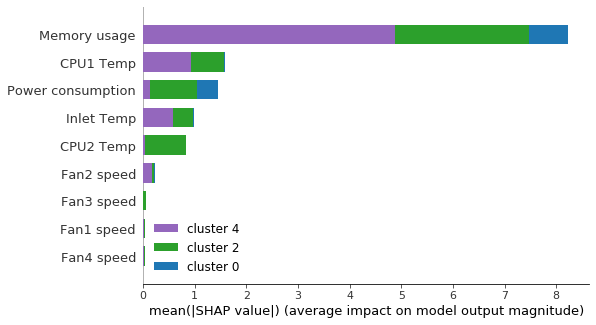 Memory usage
CPU1 Temp
Power consumption
Inlet Temp
CPU2 Temp
Fan2 speed
Fan3 speed
Fan1 speed
Fan4 speed
cluster 4
cluster 2
cluster 0
0 1 2 3 4 5 6 7 8
mean(|SHAP value|) (average impact on model output magnitude)